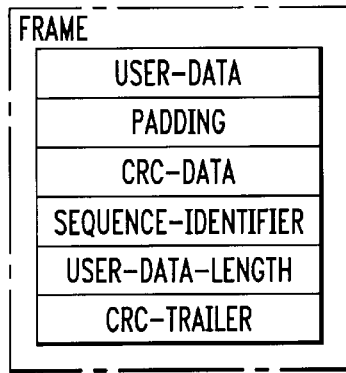 FRAME
USER-DATA
PADDING
CRC-DATA
SEQUENCE-IDENTIFIER
USER-DATA-LENGTH
CRC-TRAILER